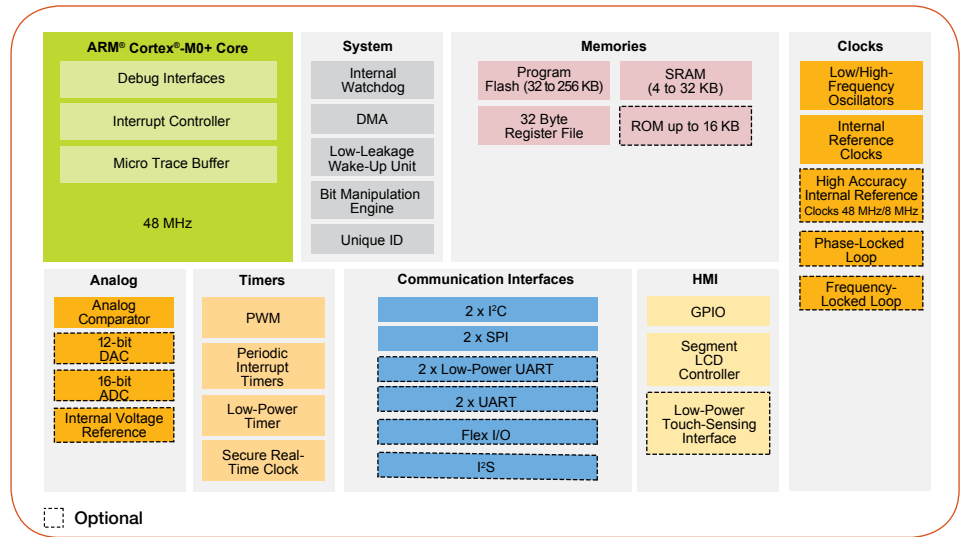 ARM® Cortex®-M0+ Core
Debug Interfaces
Interrupt Controller
Micro Trace Buffer
48 MHz
System
Internal
Watchdog
DMA
Low-Leakage
Wake-Up Unit
Bit Manipulation
Engine
Unique ID
Memories
Program
Flash (32 to 256 KB)
SRAM
(4 to 32 KB)
32 Byte
Register File
ROM up to 16 KB
Clocks
Low/High-
Frequency
Oscillators
Internal
Reference
Clocks
High Accuracy
Internal Reference
Clocks 48 MHz/8 MHz
Phase-Locked
Loop
Frequency-
Locked Loop
Analog
Analog
Comparator
12-bit
DAC
16-bit
ADC
Internal Voltage
Reference
Timers
PWM
Periodic
Interrupt
Timers
Low-Power
Timer
Secure Real-
Time Clock
Communication Interfaces
2 x I²C
2 x SPI
2 x Low-Power UART
2 x UART
Flex I/O
I²S
HMI
GPIO
Segment
LCD
Controller
Low-Power
Touch-Sensing
Interface
Optional